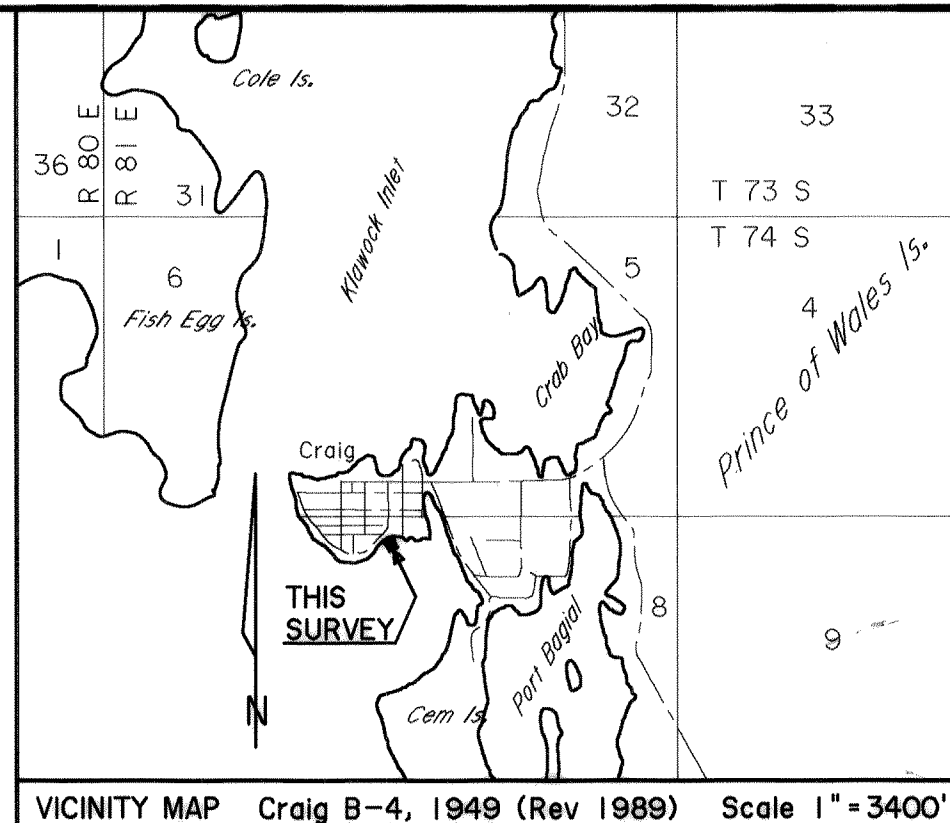 Cole Is.
32
33
36
R 80 E
R 81 E
31
Klawock Inlet
T 73 S
T 74 S
1
6
5
4
Fish Egg Is.
Crab Bay
Prince of Wales Is.
Craig
THIS
SURVEY
8
9
Port Bagial
Cem Is.
N
VICINITY MAP Craig B-4, 1949 (Rev 1989) Scale 1" = 3400'